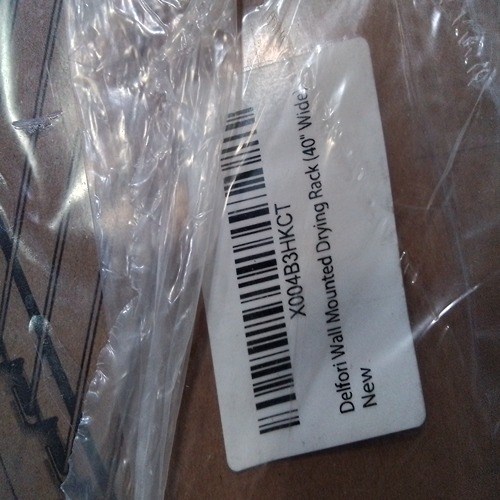 X004B3HKCT
Delfori Wall Mounted Drying Rack (40" Wide,
New